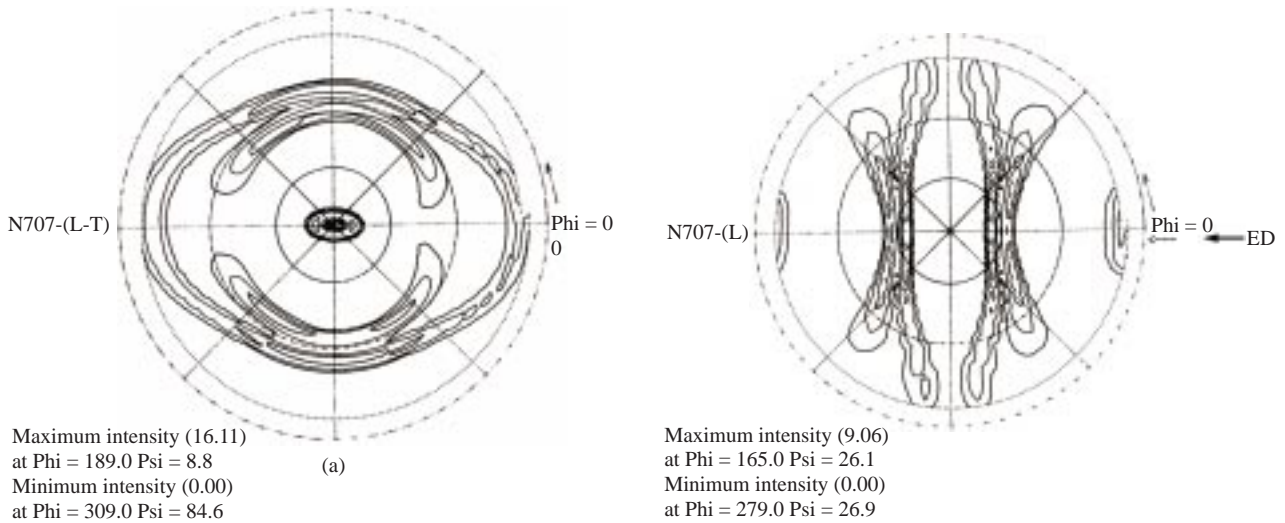 N707-(L-T)
Phi = 0
0
Maximum intensity (16.11)
at Phi = 189.0 Psi = 8.8
Minimum intensity (0.00)
at Phi = 309.0 Psi = 84.6
(a)
N707-(L)
Phi = 0
ED
Maximum intensity (9.06)
at Phi = 165.0 Psi = 26.1
Minimum intensity (0.00)
at Phi = 279.0 Psi = 26.9